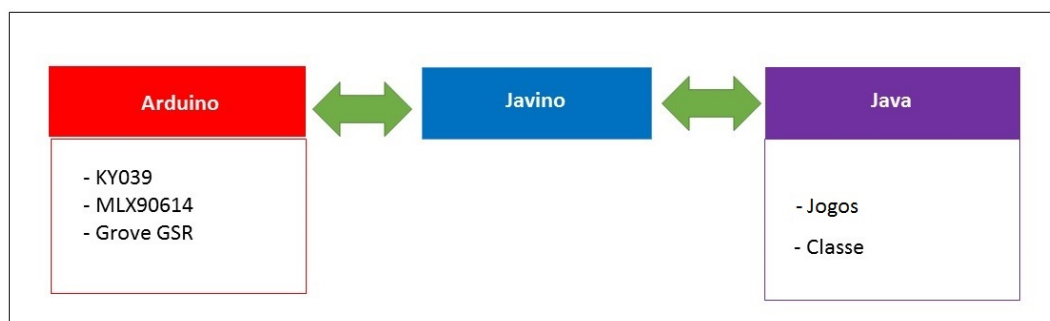 Arduino
- KY039
- MLX90614
- Grove GSR
Javino
Java
- Jogos
- Classe